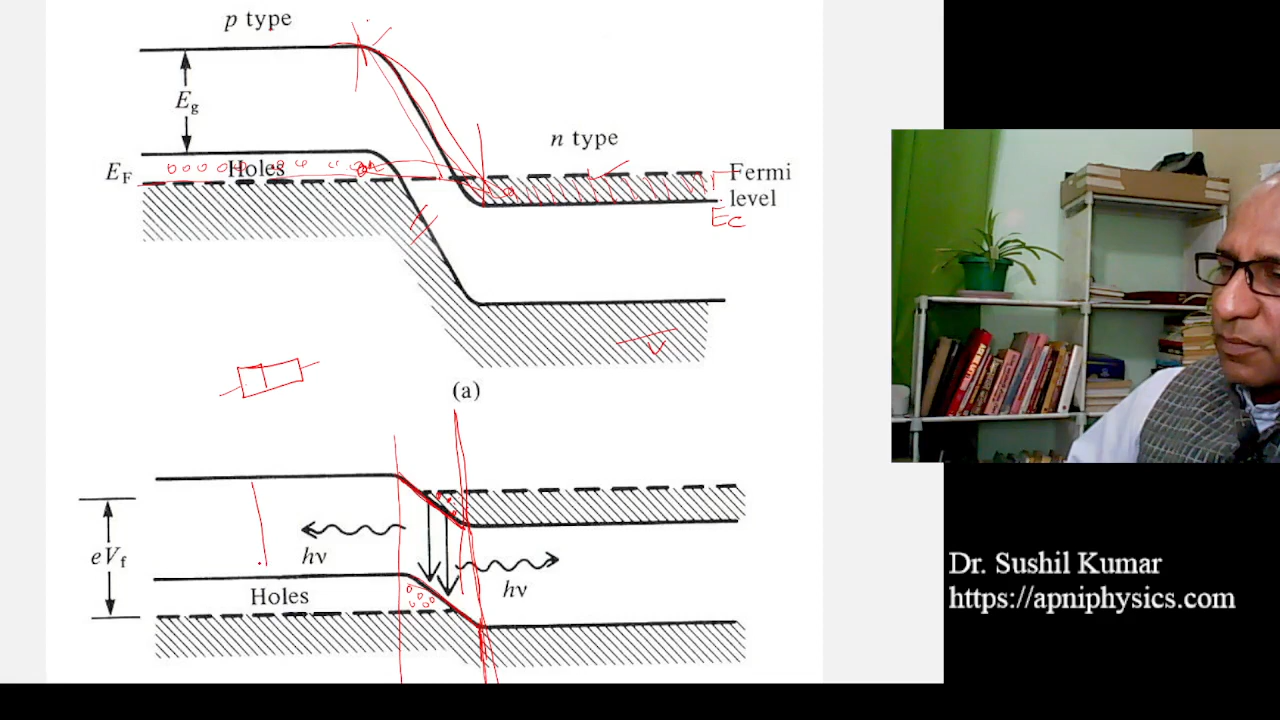 p type
E_g
n type
E_F
Holes
Fermi
level
Ec
V
(a)
eV_f
hν
hν
Holes
Dr. Sushil Kumar
https://apniphysics.com